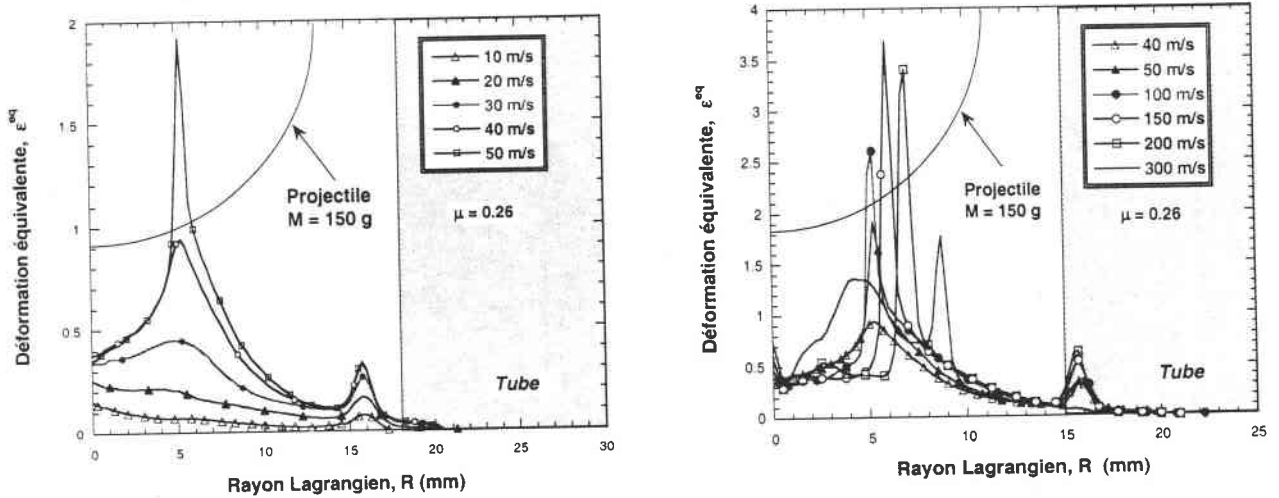 Déformation équivalente, ε^eq
2
1.5
1
0.5
0
10 m/s
20 m/s
30 m/s
40 m/s
50 m/s
Projectile
M = 150 g
μ = 0.26
Tube
0 5 10 15 20 25 30
Rayon Lagrangien, R (mm)
Déformation équivalente, ε^eq
4
3.5
3
2.5
2
1.5
1
0.5
0
40 m/s
50 m/s
100 m/s
150 m/s
200 m/s
300 m/s
Projectile
M = 150 g
μ = 0.26
Tube
0 5 10 15 20 25
Rayon Lagrangien, R (mm)